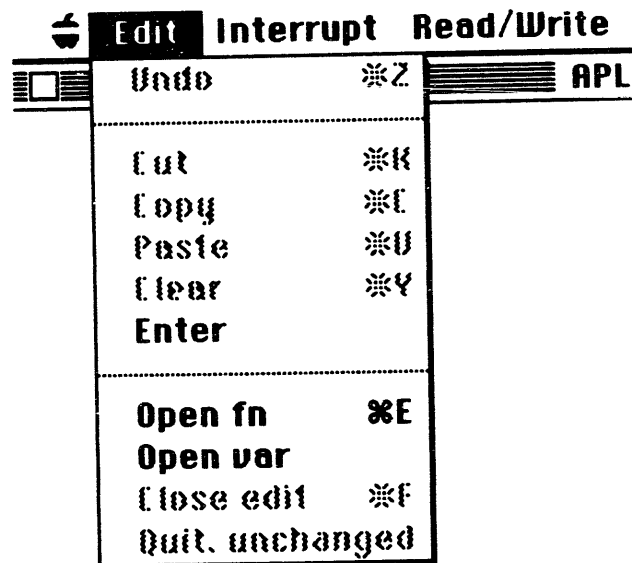 Edit Interrupt Read/Write
APL
Undo ⌘Z
Cut ⌘X
Copy ⌘C
Paste ⌘V
Clear ⌘Y
Enter
Open fn ⌘E
Open var
Close edit ⌘F
Quit, unchanged